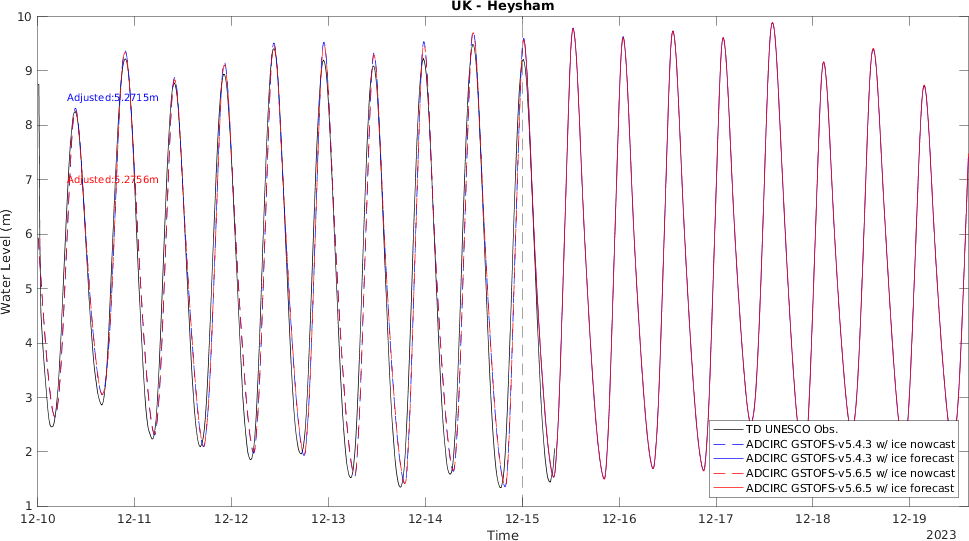 UK - Heysham
10
9
8
7
6
5
4
3
2
1
Water Level (m)
Adjusted:5.2715m
Adjusted:5.2756m
TD UNESCO Obs.
ADCIRC GSTOFS-v5.4.3 w/ ice nowcast
ADCIRC GSTOFS-v5.4.3 w/ ice forecast
ADCIRC GSTOFS-v5.6.5 w/ ice nowcast
ADCIRC GSTOFS-v5.6.5 w/ ice forecast
12-10 12-11 12-12 12-13 12-14 12-15 12-16 12-17 12-18 12-19
Time
2023